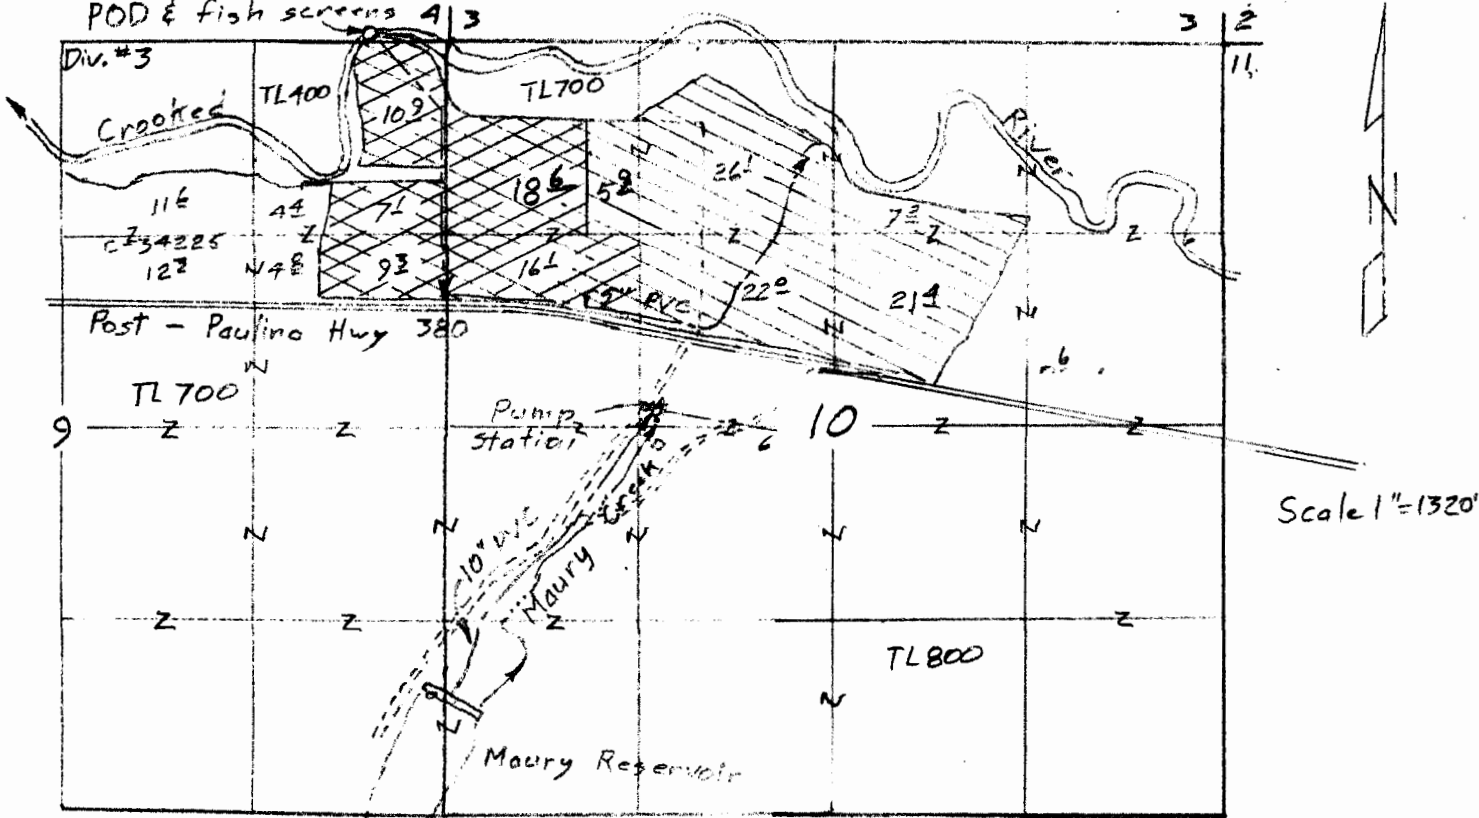 POD & fish screens 4 3
3 2
Div. #3
11
TL400
TL700
10 9
Crooked
River
18 6
5 9
26 1
11 6
4 4
7 1
7 3
C 34225
12 2
4 8
9 3
16 1
PVC
22 0
21 4
N
Post - Paulina Hwy 380
TL 700
9
Pump
station
6
10
Scale 1"=1320'
Creek
10" PVC
Maury
TL800
Maury Reservoir